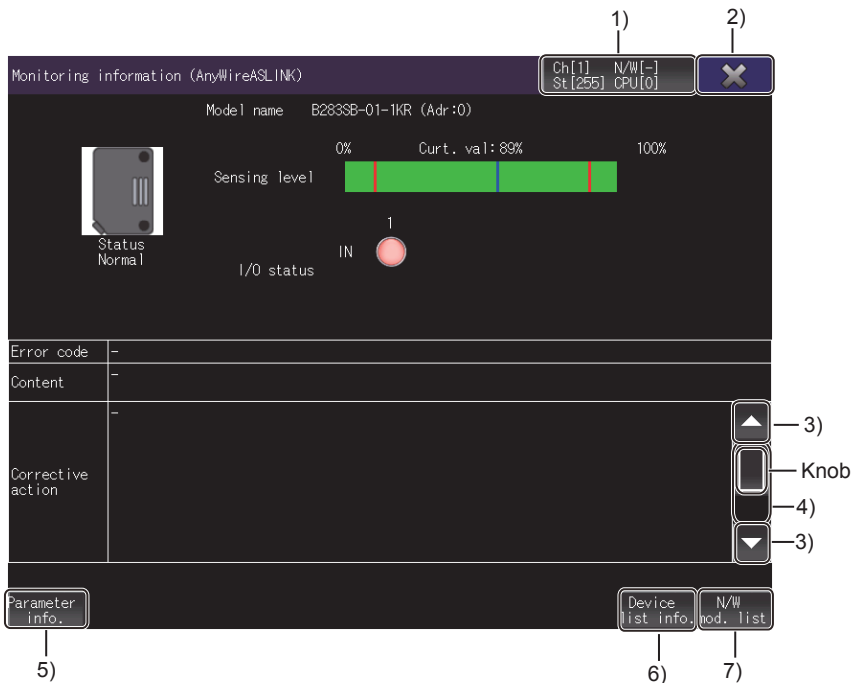 1)
2)
Monitoring information (AnyWireASLINK)
Ch[1] N/W[-]
St[255] CPU[0]
Model name B283SB-01-1KR (Adr:0)
0% Curt. val:89% 100%
Sensing level
Status
Normal
1
IN
I/O status
Error code -
Content -
-
Corrective
action
3)
Knob
4)
3)
Parameter
info.
Device
list info.
N/W
mod. list
5)
6)
7)